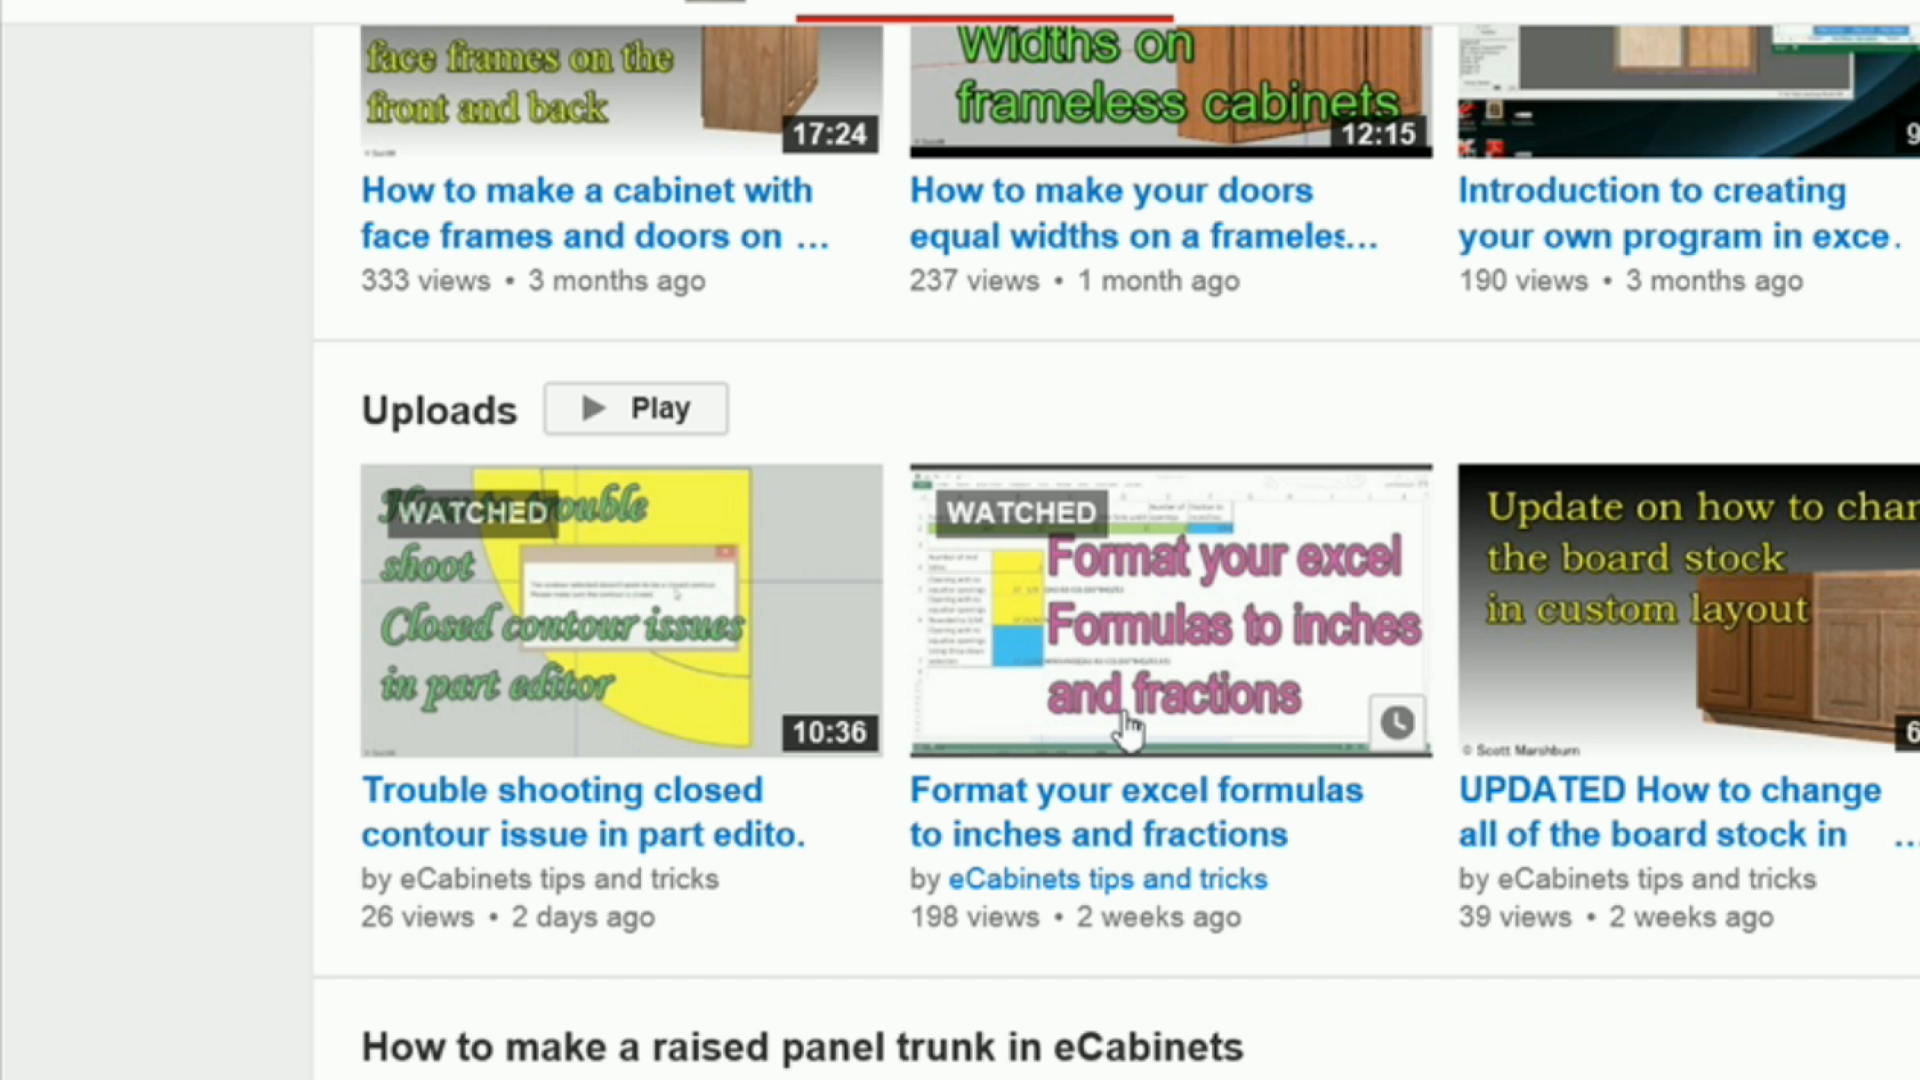 face frames on the
front and back
17:24
Widths on
frameless cabinets
12:15
9
How to make a cabinet with
face frames and doors on ...
333 views • 3 months ago
How to make your doors
equal widths on a frameles...
237 views • 1 month ago
Introduction to creating
your own program in exce.
190 views • 3 months ago
Uploads
Play
WATCHED
How to trouble
shoot
Closed contour issues
in part editor
10:36
WATCHED
Format your excel
Formulas to inches
and fractions
Update on how to chan
the board stock
in custom layout
© Scott Marshburn
6
Trouble shooting closed
contour issue in part edito.
by eCabinets tips and tricks
26 views • 2 days ago
Format your excel formulas
to inches and fractions
by eCabinets tips and tricks
198 views • 2 weeks ago
UPDATED How to change
all of the board stock in ...
by eCabinets tips and tricks
39 views • 2 weeks ago
How to make a raised panel trunk in eCabinets